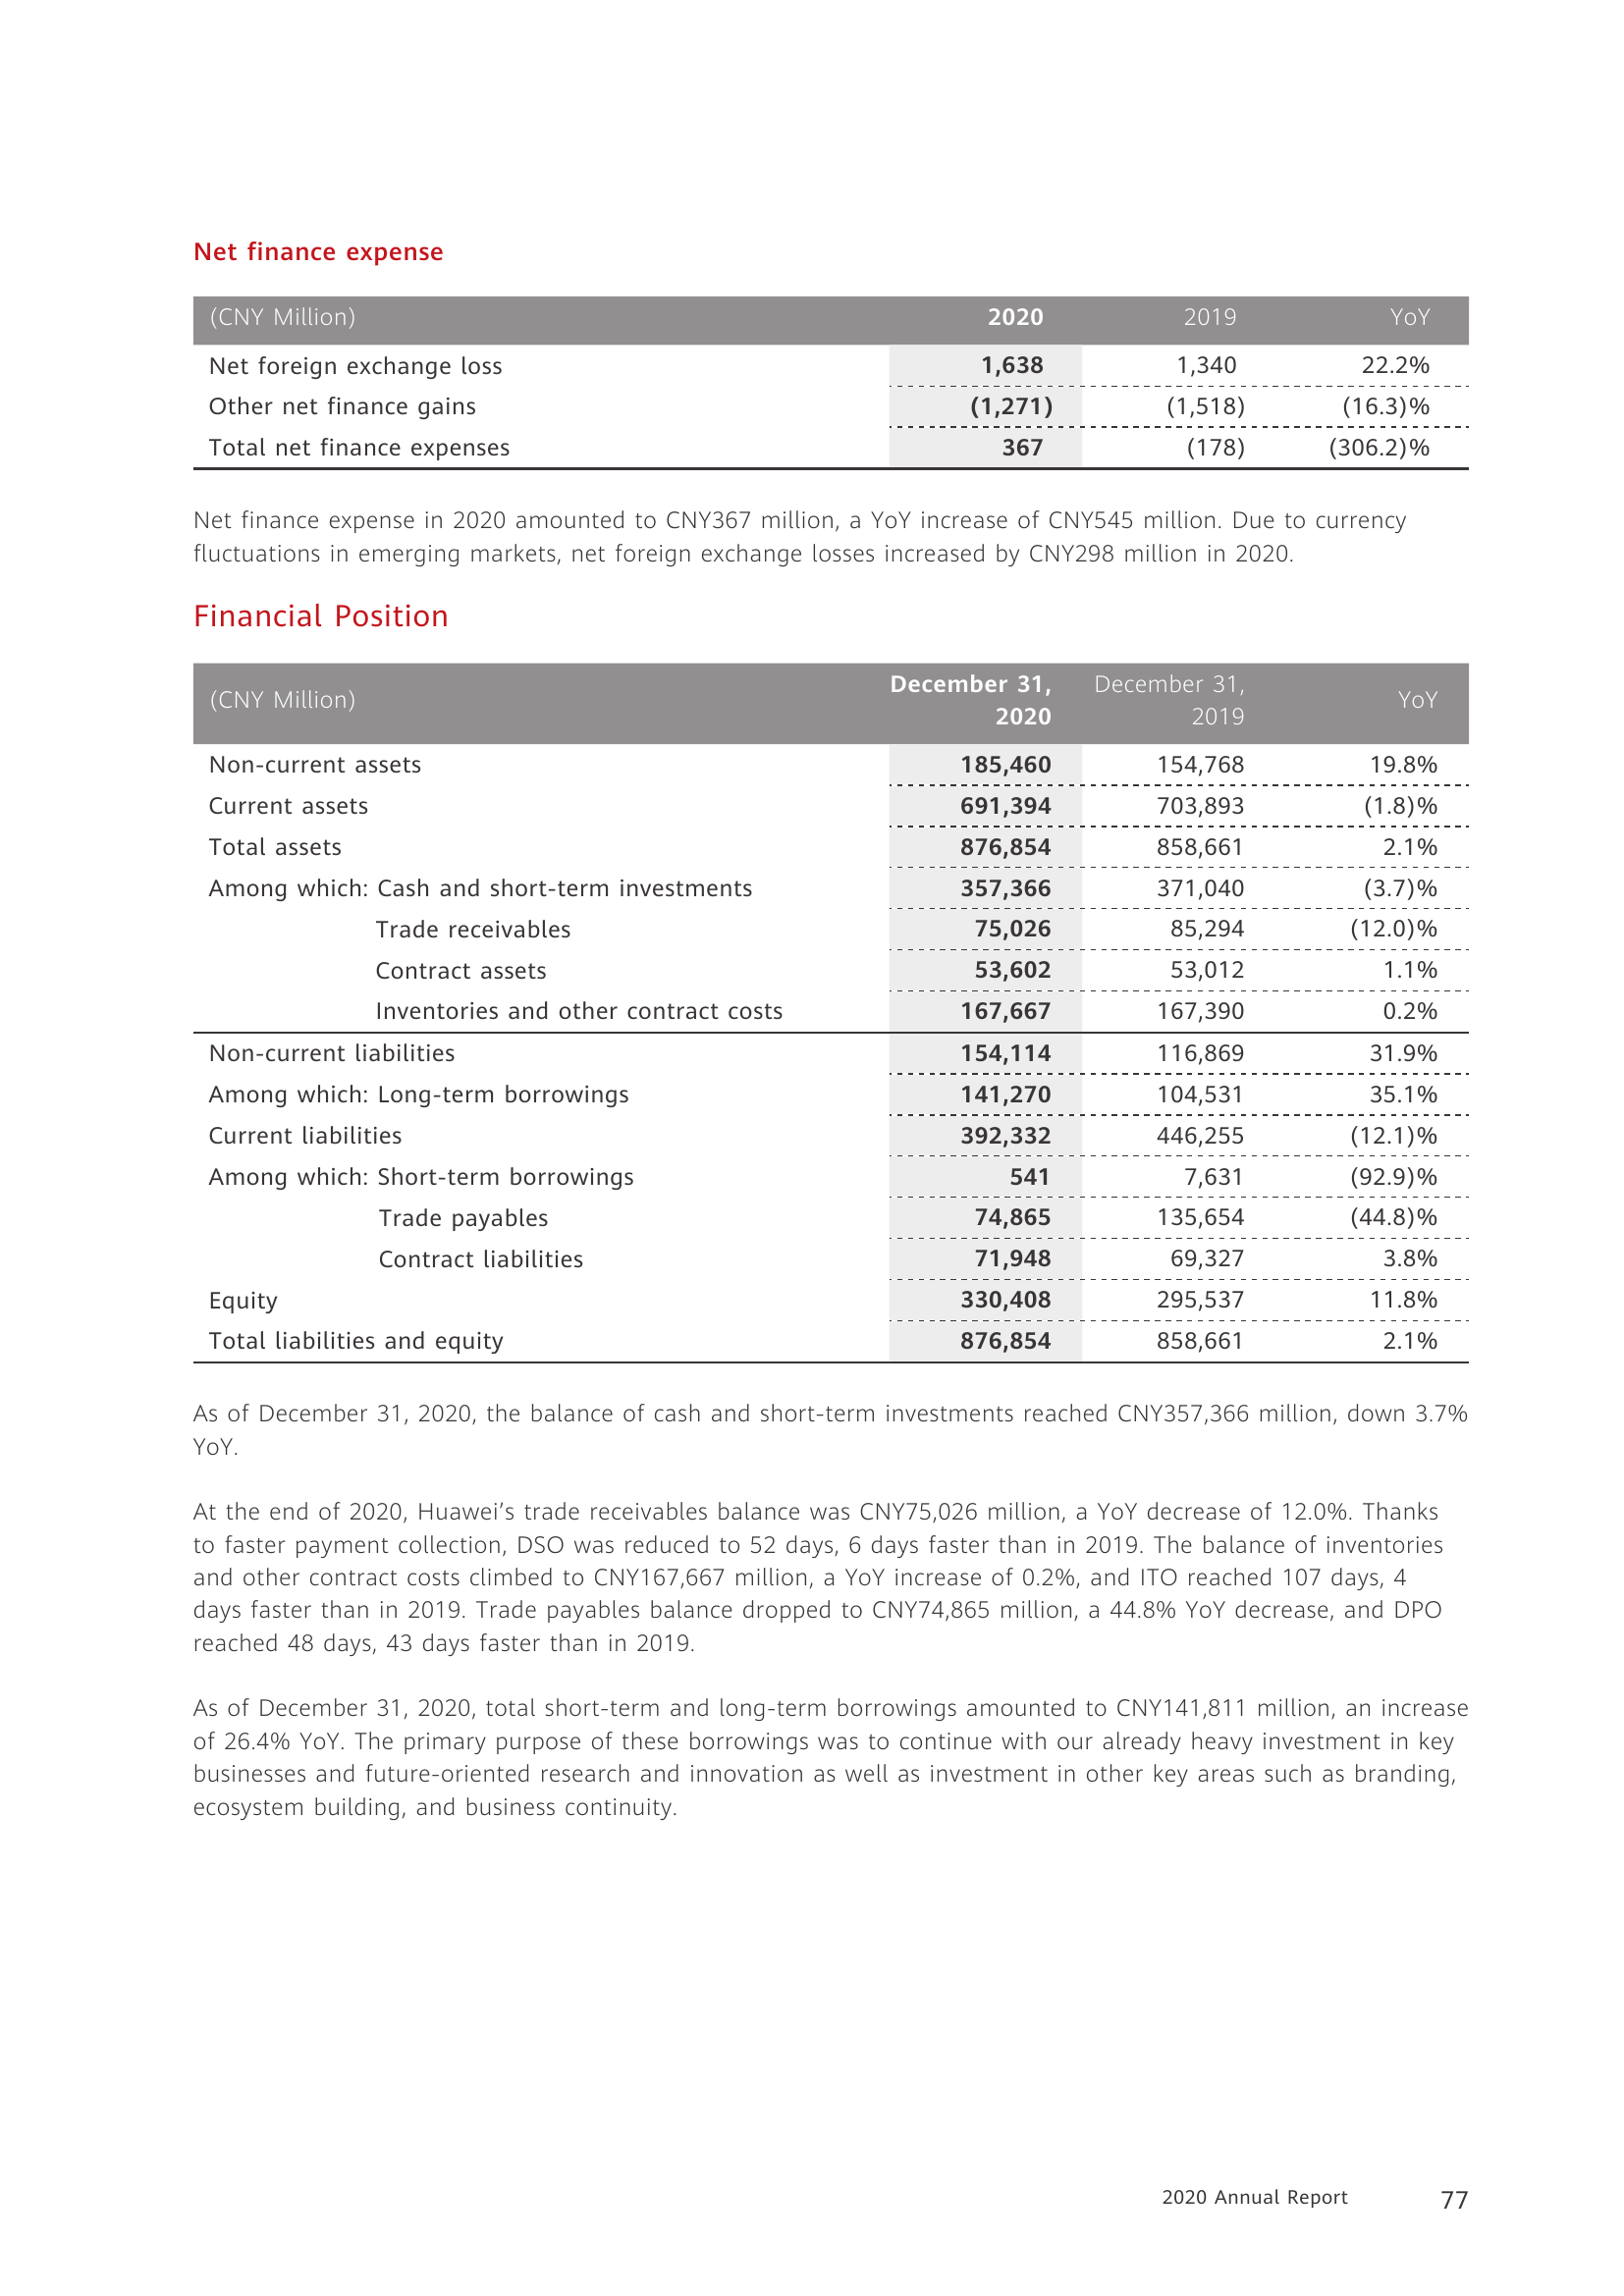 Net finance expense
(CNY Million) 2020 2019 YoY
Net foreign exchange loss 1,638 1,340 22.2%
Other net finance gains (1,271) (1,518) (16.3)%
Total net finance expenses 367 (178) (306.2)%
Net finance expense in 2020 amounted to CNY367 million, a YoY increase of CNY545 million. Due to currency
fluctuations in emerging markets, net foreign exchange losses increased by CNY298 million in 2020.
Financial Position
(CNY Million) December 31, 2020 December 31, 2019 YoY
Non-current assets 185,460 154,768 19.8%
Current assets 691,394 703,893 (1.8)%
Total assets 876,854 858,661 2.1%
Among which: Cash and short-term investments 357,366 371,040 (3.7)%
Trade receivables 75,026 85,294 (12.0)%
Contract assets 53,602 53,012 1.1%
Inventories and other contract costs 167,667 167,390 0.2%
Non-current liabilities 154,114 116,869 31.9%
Among which: Long-term borrowings 141,270 104,531 35.1%
Current liabilities 392,332 446,255 (12.1)%
Among which: Short-term borrowings 541 7,631 (92.9)%
Trade payables 74,865 135,654 (44.8)%
Contract liabilities 71,948 69,327 3.8%
Equity 330,408 295,537 11.8%
Total liabilities and equity 876,854 858,661 2.1%
As of December 31, 2020, the balance of cash and short-term investments reached CNY357,366 million, down 3.7%
YoY.
At the end of 2020, Huawei’s trade receivables balance was CNY75,026 million, a YoY decrease of 12.0%. Thanks
to faster payment collection, DSO was reduced to 52 days, 6 days faster than in 2019. The balance of inventories
and other contract costs climbed to CNY167,667 million, a YoY increase of 0.2%, and ITO reached 107 days, 4
days faster than in 2019. Trade payables balance dropped to CNY74,865 million, a 44.8% YoY decrease, and DPO
reached 48 days, 43 days faster than in 2019.
As of December 31, 2020, total short-term and long-term borrowings amounted to CNY141,811 million, an increase
of 26.4% YoY. The primary purpose of these borrowings was to continue with our already heavy investment in key
businesses and future-oriented research and innovation as well as investment in other key areas such as branding,
ecosystem building, and business continuity.
2020 Annual Report 77